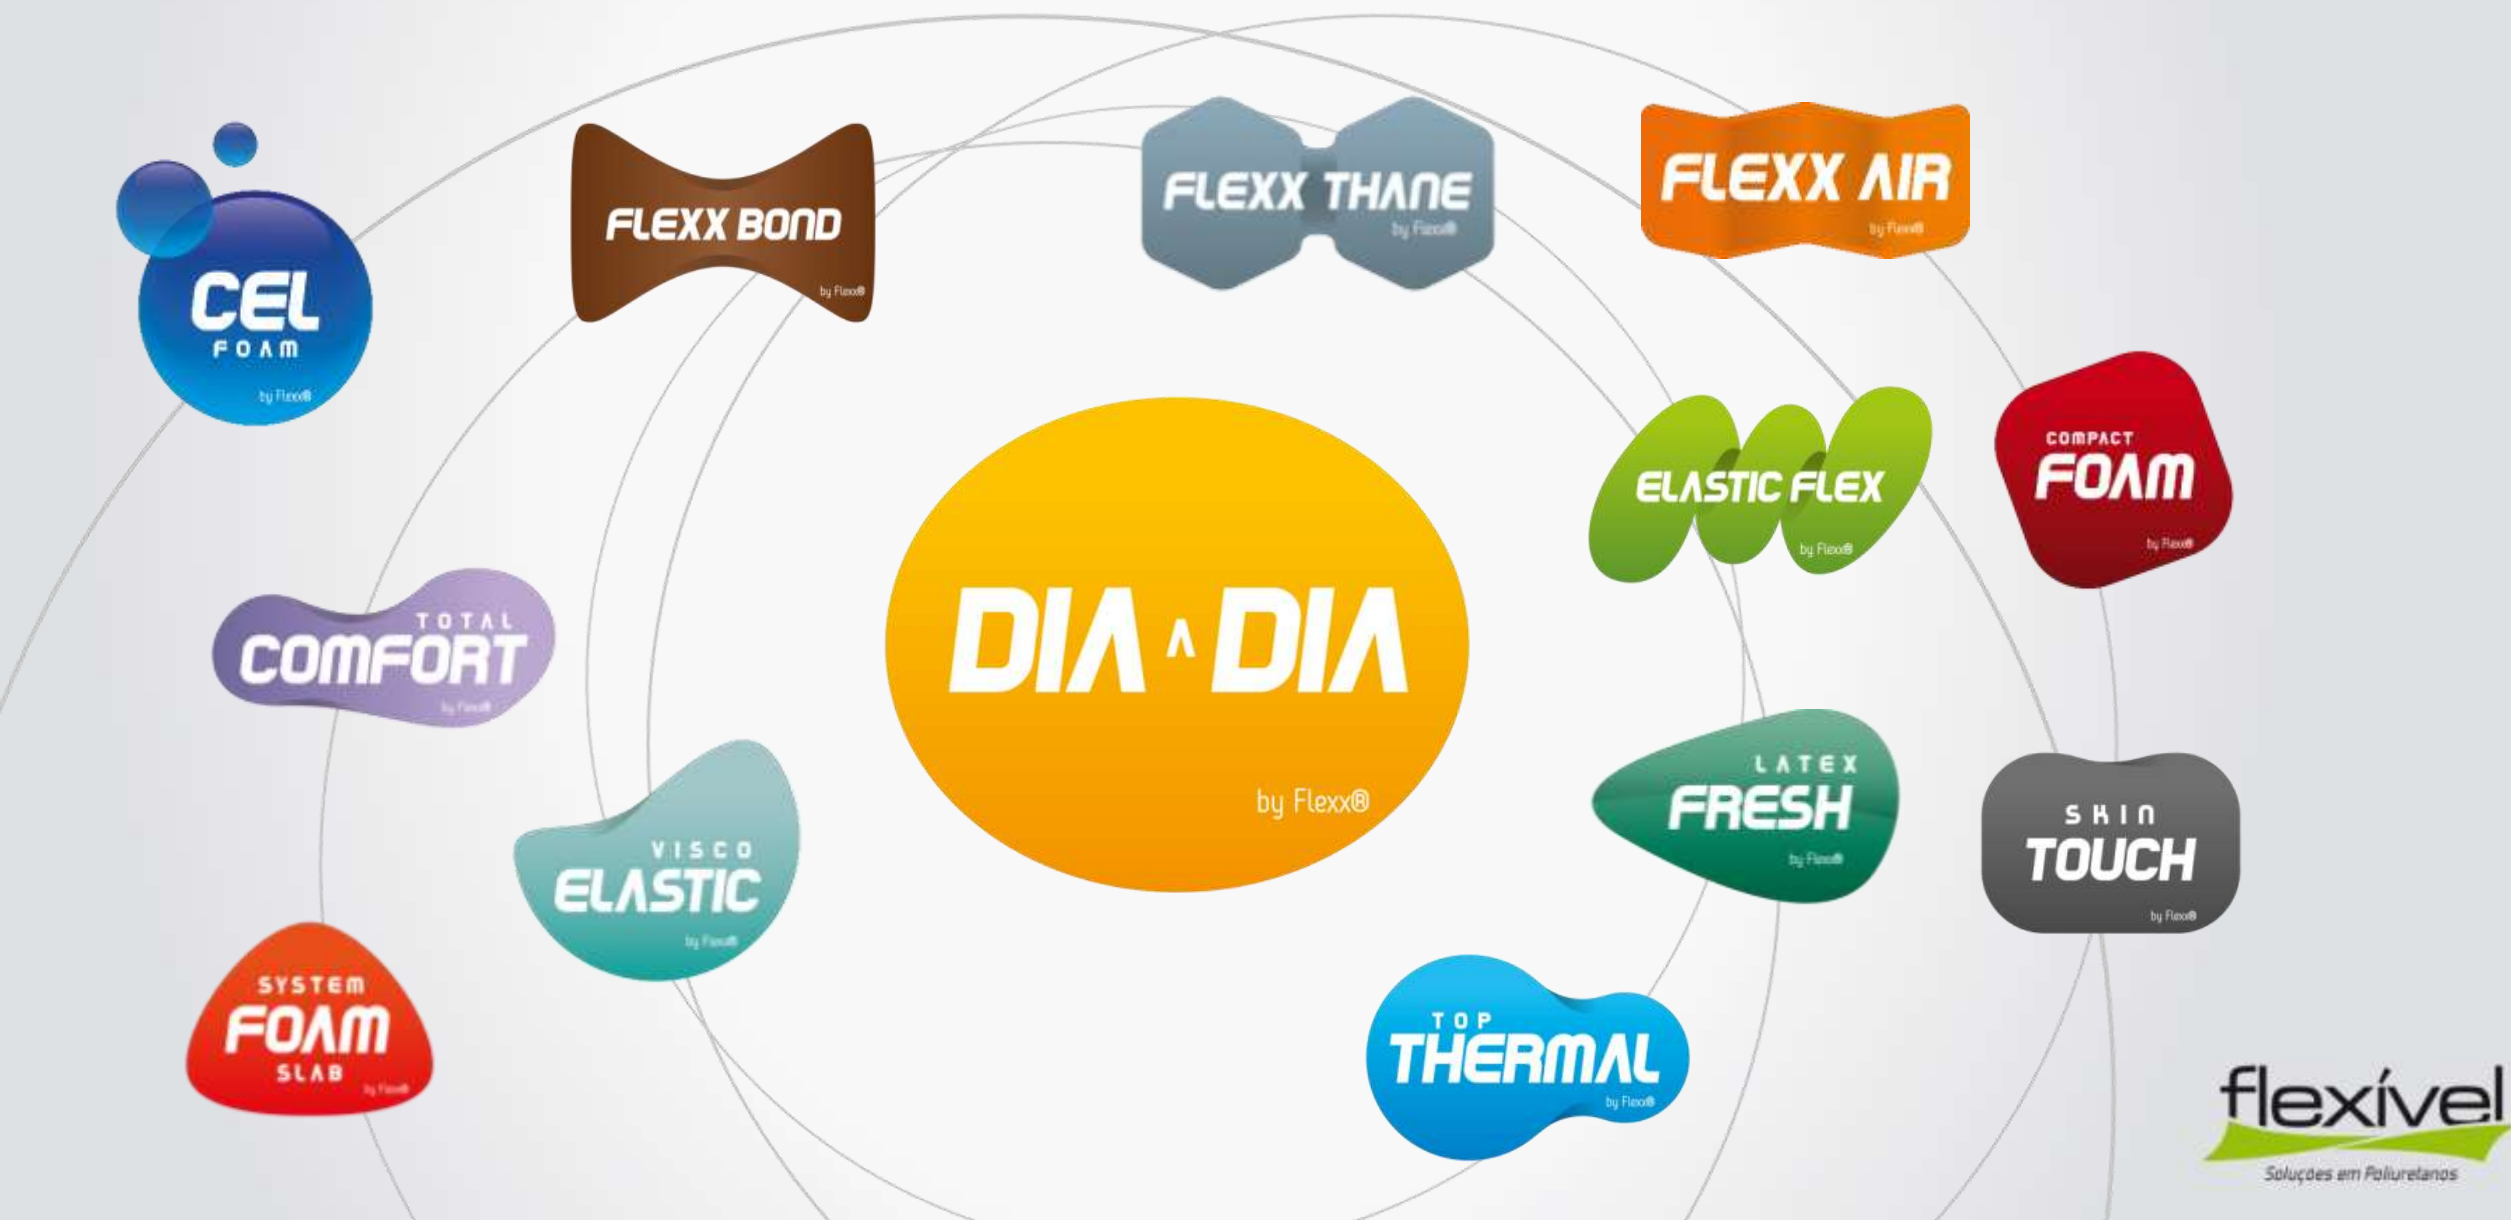 CEL
FOAM
by Flexx®
FLEXX BOND
by Flexx®
FLEXX THANE
by Flexx®
FLEXX AIR
by Flexx®
ELASTIC FLEX
by Flexx®
COMPACT
FOAM
by Flexx®
TOTAL
COMFORT
by Flexx®
DIA A DIA
by Flexx®
VISCO
ELASTIC
by Flexx®
LATEX
FRESH
by Flexx®
SKIN
TOUCH
by Flexx®
SYSTEM
FOAM
SLAB
by Flexx®
TOP
THERMAL
by Flexx®
flexível
Soluções em Poliuretanos